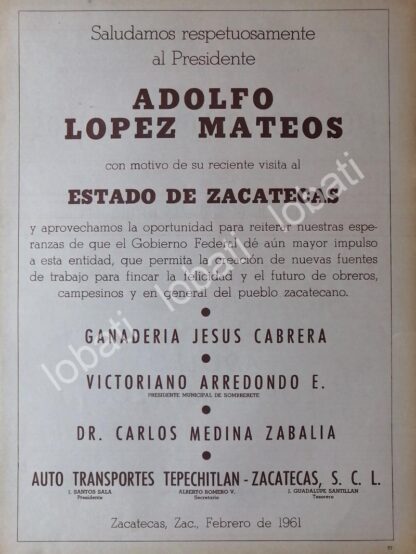 Saludamos respetuosamente
al Presidente
ADOLFO
LOPEZ MATEOS
con motivo de su reciente visita al
ESTADO DE ZACATECAS
y aprovechamos la oportunidad para reiterar nuestras espe-
ranzas de que el Gobierno Federal dé aún mayor impulso
a esta entidad, que permita la creación de nuevas fuentes
de trabajo para fincar la felicidad y el futuro de obreros,
campesinos y en general del pueblo zacatecano.
GANADERIA JESUS CABRERA
VICTORIANO ARREDONDO E.
PRESIDENTE MUNICIPAL DE SOMBRERETE
DR. CARLOS MEDINA ZABALIA
AUTO TRANSPORTES TEPECHITLAN - ZACATECAS, S. C. L.
J. SANTOS SALA ALBERTO ROMERO V. J. GUADALUPE SANTILLAN
Presidente Secretario Tesorero
Zacatecas, Zac., Febrero de 1961
lobati lobati lobati
lobati lobati lobati